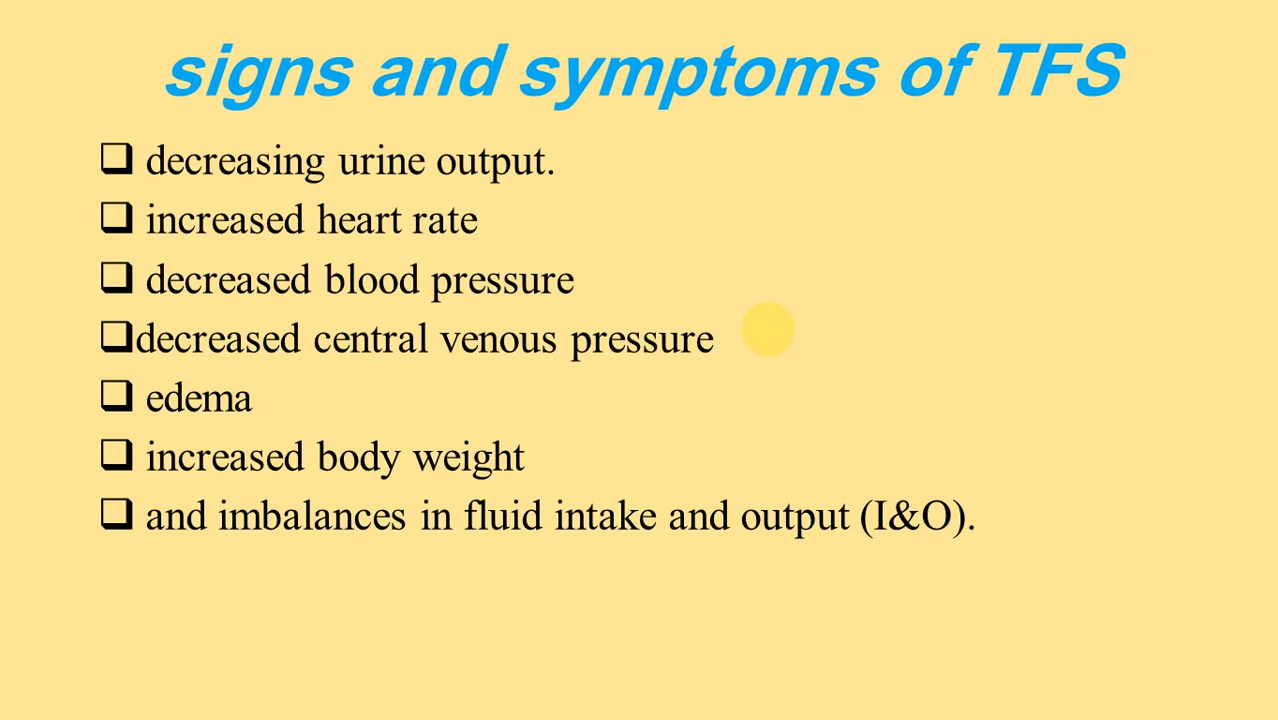 signs and symptoms of TFS
❑ decreasing urine output.
❑ increased heart rate
❑ decreased blood pressure
❑decreased central venous pressure
❑ edema
❑ increased body weight
❑ and imbalances in fluid intake and output (I&O).